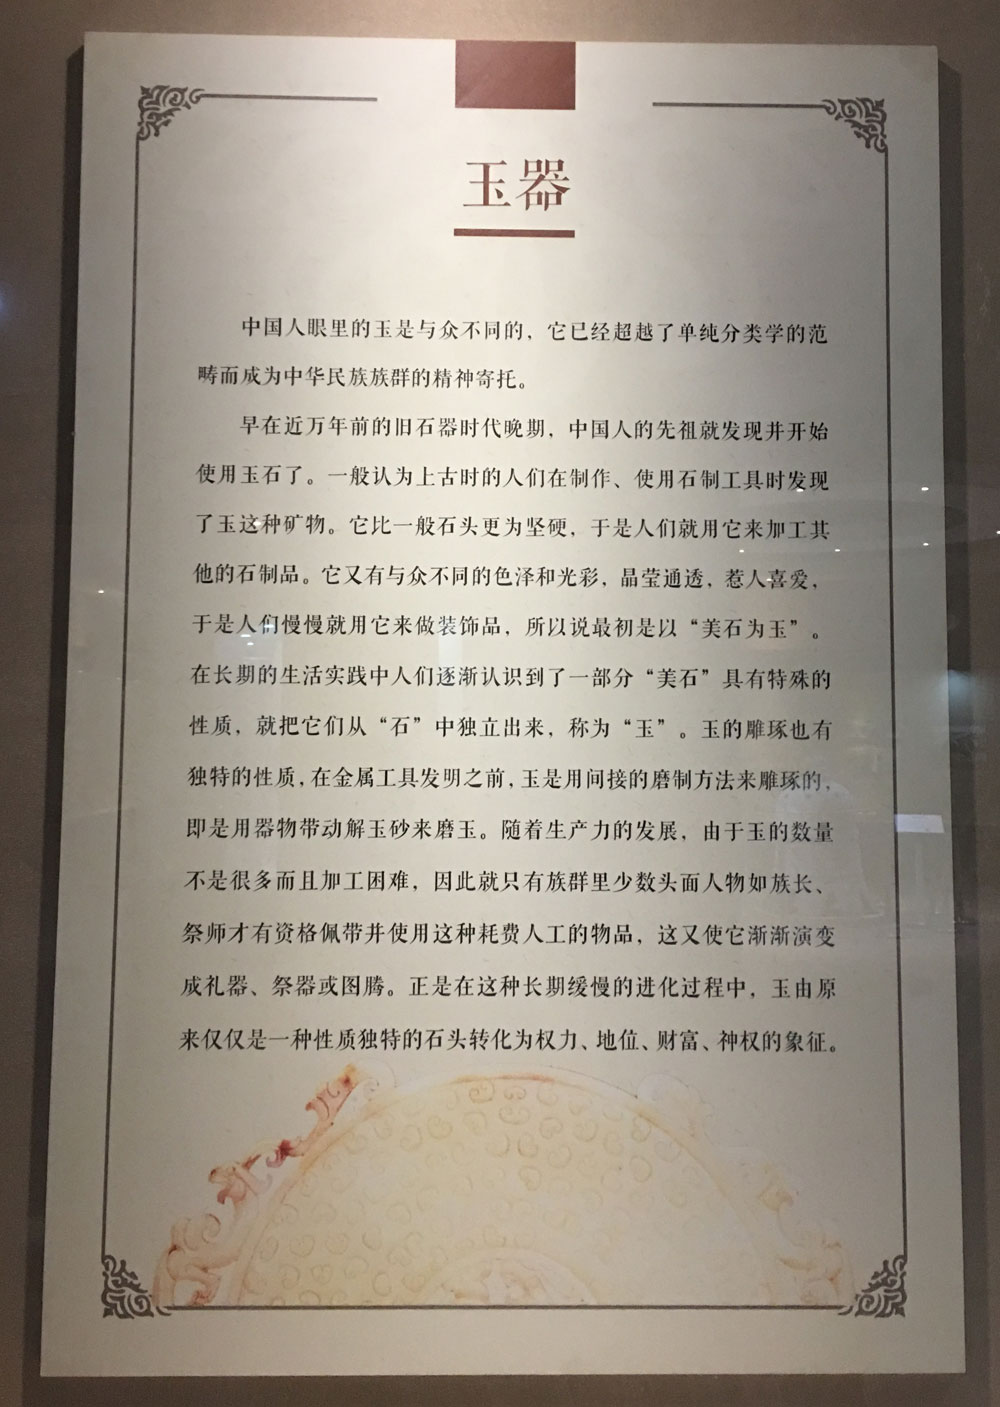 玉器
中国人眼里的玉是与众不同的，它已经超越了单纯分类学的范
畴而成为中华民族族群的精神寄托。
早在近万年前的旧石器时代晚期，中国人的先祖就发现并开始
使用玉石了。一般认为上古时的人们在制作、使用石制工具时发现
了玉这种矿物。它比一般石头更为坚硬，于是人们就用它来加工其
他的石制品。它又有与众不同的色泽和光彩，晶莹通透，惹人喜爱，
于是人们慢慢就用它来做装饰品，所以说最初是以“美石为玉”。
在长期的生活实践中人们逐渐认识到了一部分“美石”具有特殊的
性质，就把它们从“石”中独立出来，称为“玉”。玉的雕琢也有
独特的性质，在金属工具发明之前，玉是用间接的磨制方法来雕琢的，
即是用器物带动解玉砂来磨玉。随着生产力的发展，由于玉的数量
不是很多而且加工困难，因此就只有族群里少数头面人物如族长、
祭师才有资格佩带并使用这种耗费人工的物品，这又使它渐渐演变
成礼器、祭器或图腾。正是在这种长期缓慢的进化过程中，玉由原
来仅仅是一种性质独特的石头转化为权力、地位、财富、神权的象征。